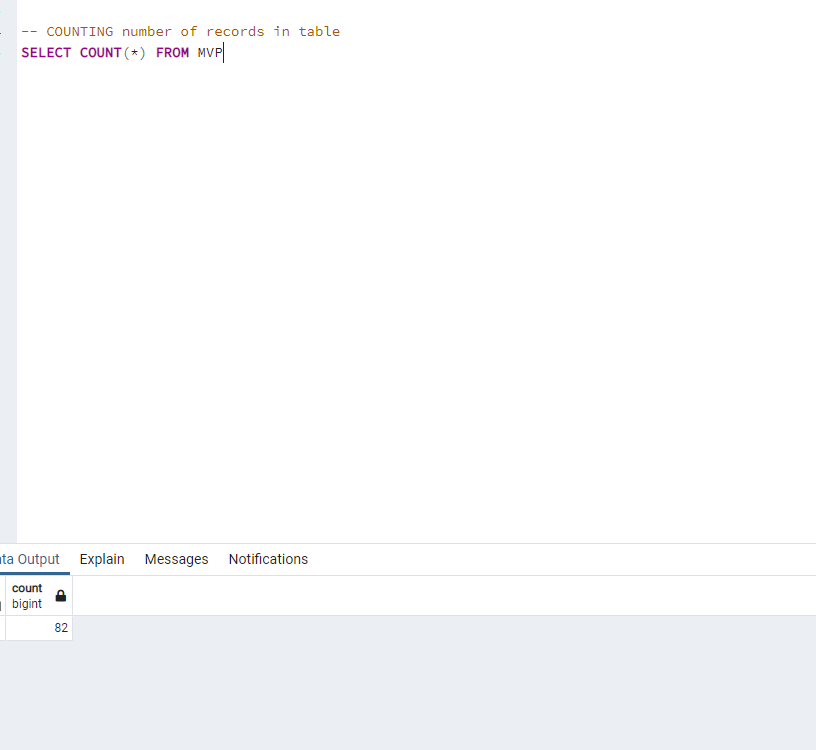 -- COUNTING number of records in table
SELECT COUNT(*) FROM MVP
ta Output Explain Messages Notifications
count
bigint
82